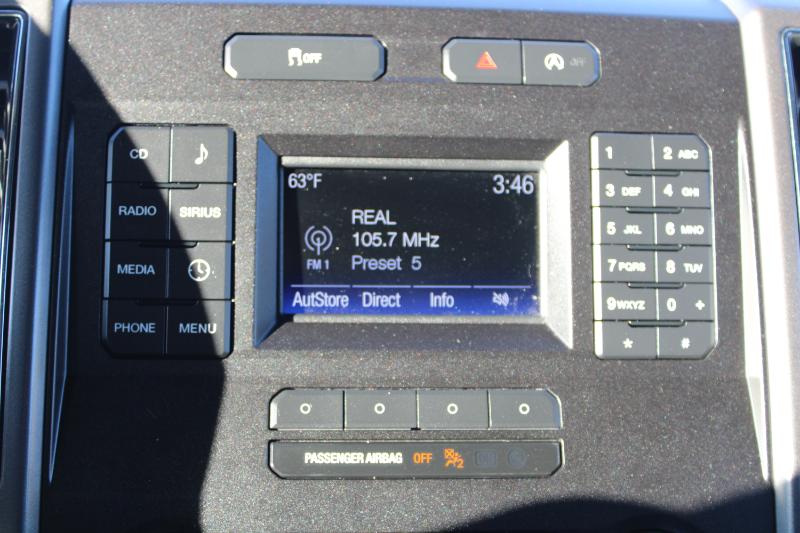 OFF
OFF
CD
RADIO SIRIUS
MEDIA
PHONE MENU
63°F 3:46
REAL
105.7 MHz
FM 1 Preset 5
AutStore Direct Info
1 2 ABC
3 DEF 4 GHI
5 JKL 6 MNO
7 PQRS 8 TUV
9 WXYZ 0 +
* #
PASSENGER AIRBAG OFF 2